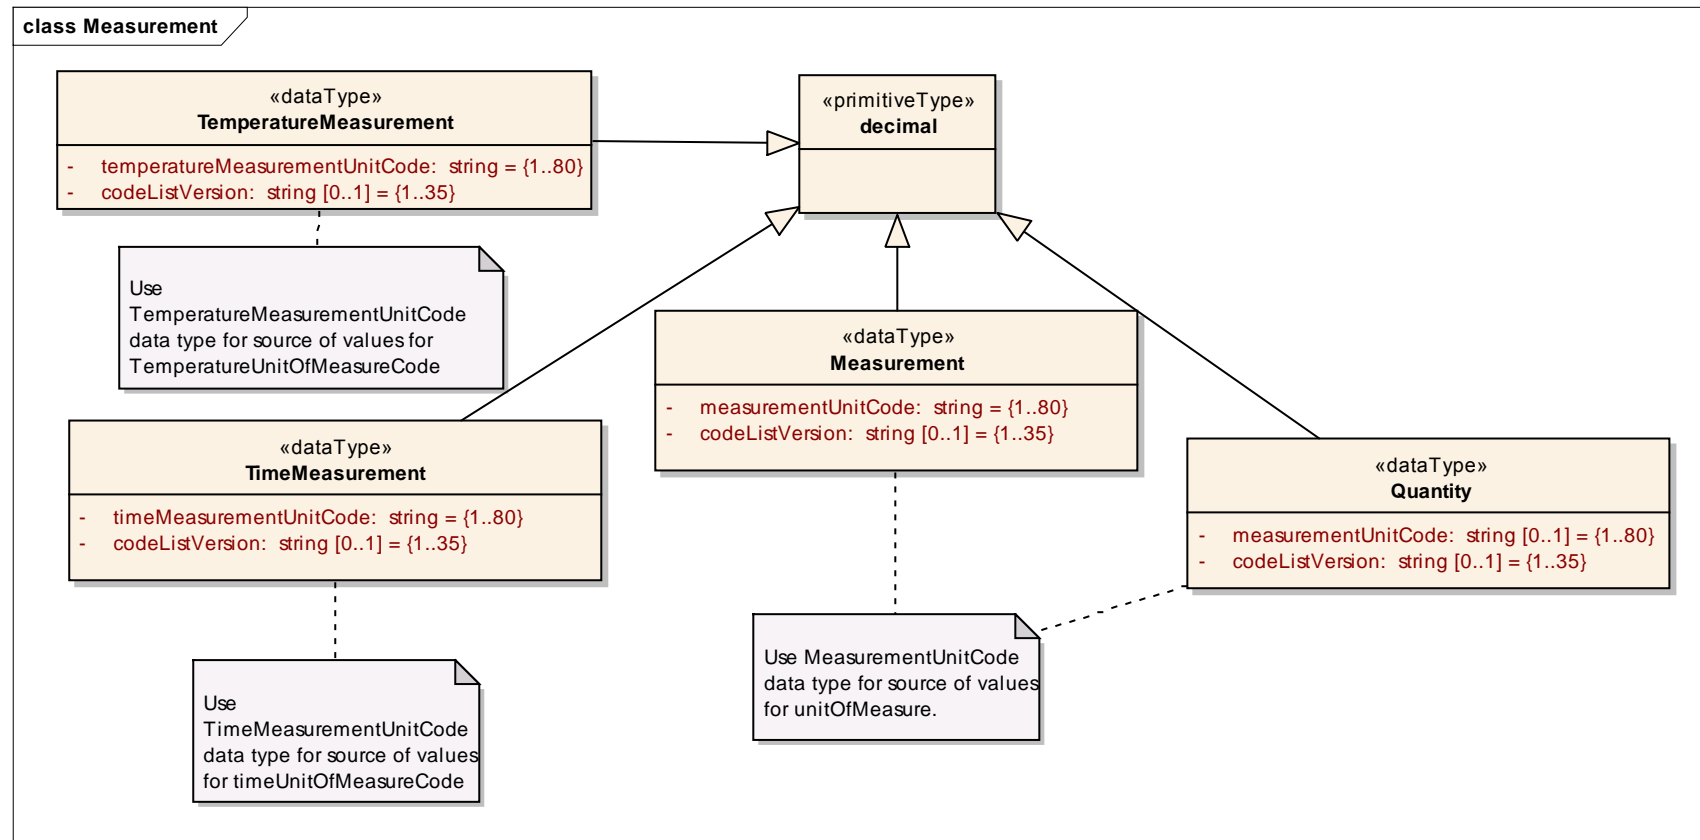 class Measurement
«dataType»
TemperatureMeasurement
- temperatureMeasurementUnitCode: string = {1..80}
- codeListVersion: string [0..1] = {1..35}
«primitiveType»
decimal
Use
TemperatureMeasurementUnitCode
data type for source of values for
TemperatureUnitOfMeasureCode
«dataType»
Measurement
- measurementUnitCode: string = {1..80}
- codeListVersion: string [0..1] = {1..35}
«dataType»
TimeMeasurement
- timeMeasurementUnitCode: string = {1..80}
- codeListVersion: string [0..1] = {1..35}
«dataType»
Quantity
- measurementUnitCode: string [0..1] = {1..80}
- codeListVersion: string [0..1] = {1..35}
Use MeasurementUnitCode
data type for source of values
for unitOfMeasure.
Use
TimeMeasurementUnitCode
data type for source of values
for timeUnitOfMeasureCode